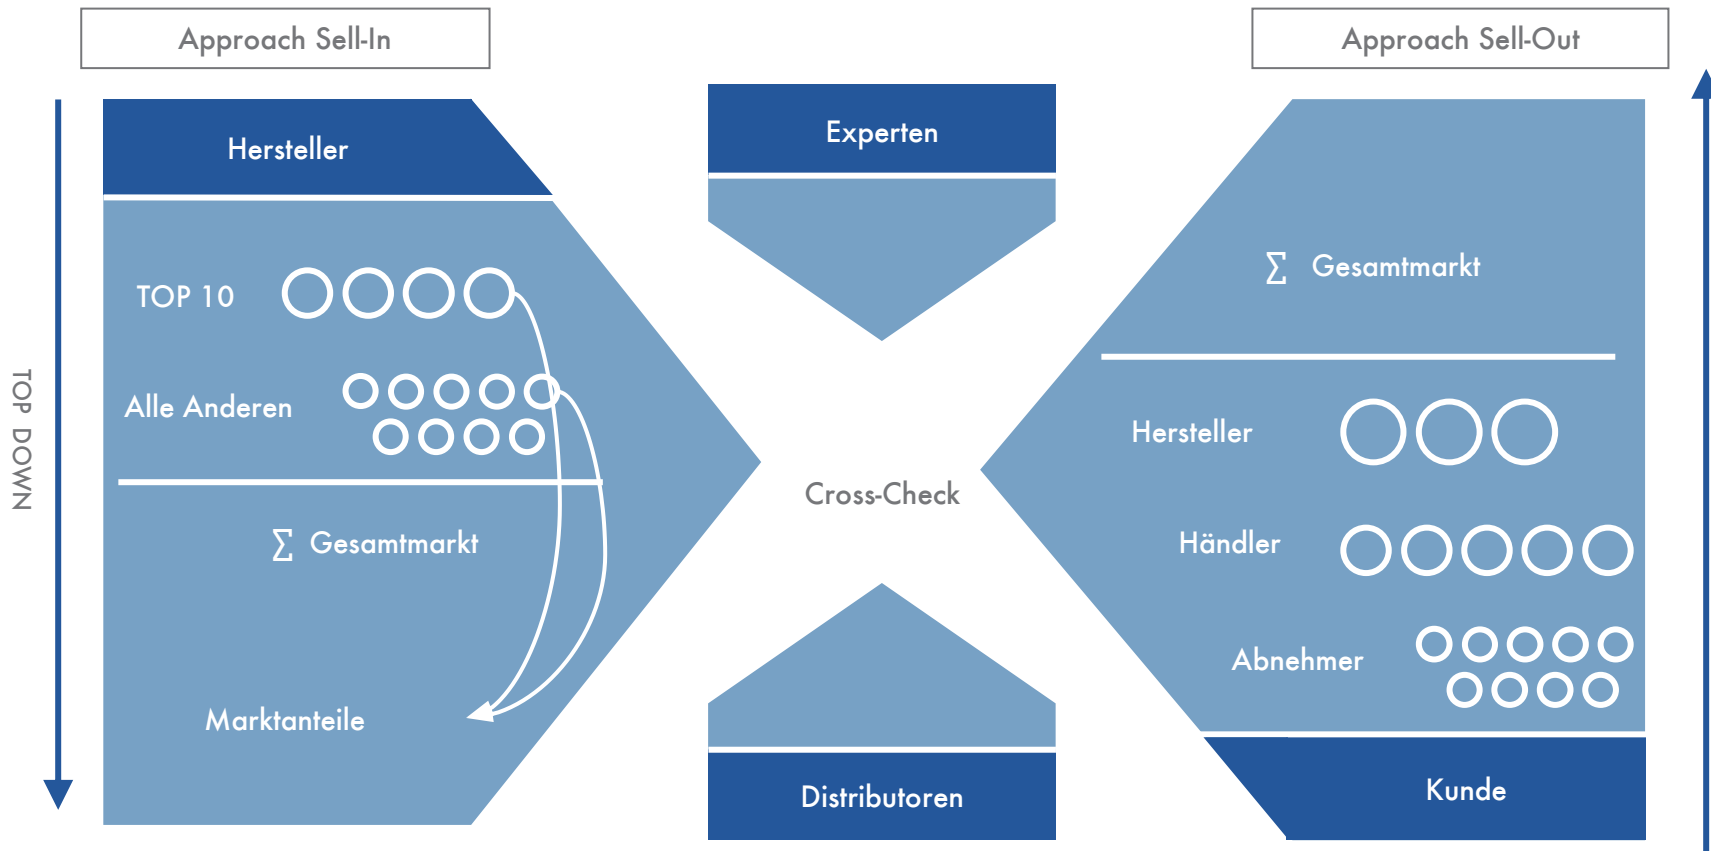 Approach Sell-In
Hersteller
TOP 10
Alle Anderen
∑ Gesamtmarkt
Marktanteile
TOP DOWN
Experten
Cross-Check
Distributoren
Approach Sell-Out
∑ Gesamtmarkt
Hersteller
Händler
Abnehmer
Kunde